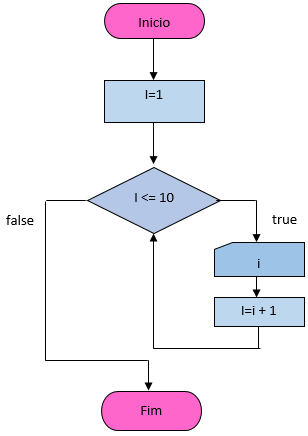 Inicio
I=1
I <= 10
false
true
i
I=i + 1
Fim